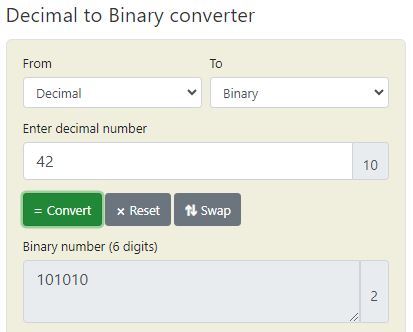 Decimal to Binary converter
From To
Decimal Binary
Enter decimal number
42 10
= Convert × Reset ⇅ Swap
Binary number (6 digits)
101010
2